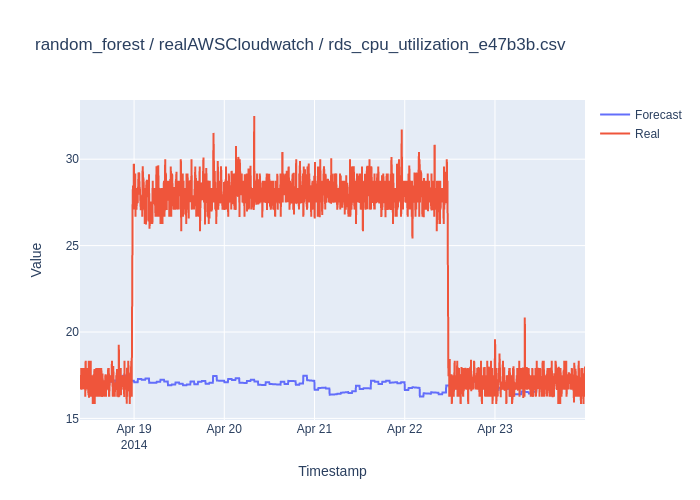 random_forest / realAWSCloudwatch / rds_cpu_utilization_e47b3b.csv
Forecast
Real
30
25
20
15
Value
Apr 19
2014
Apr 20
Apr 21
Apr 22
Apr 23
Timestamp